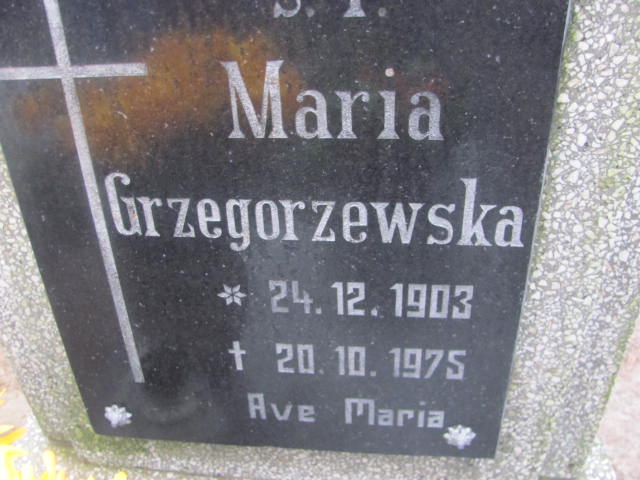 Ś. P.
Maria
Grzegorzewska
* 24.12.1903
† 20.10.1975
Ave Maria